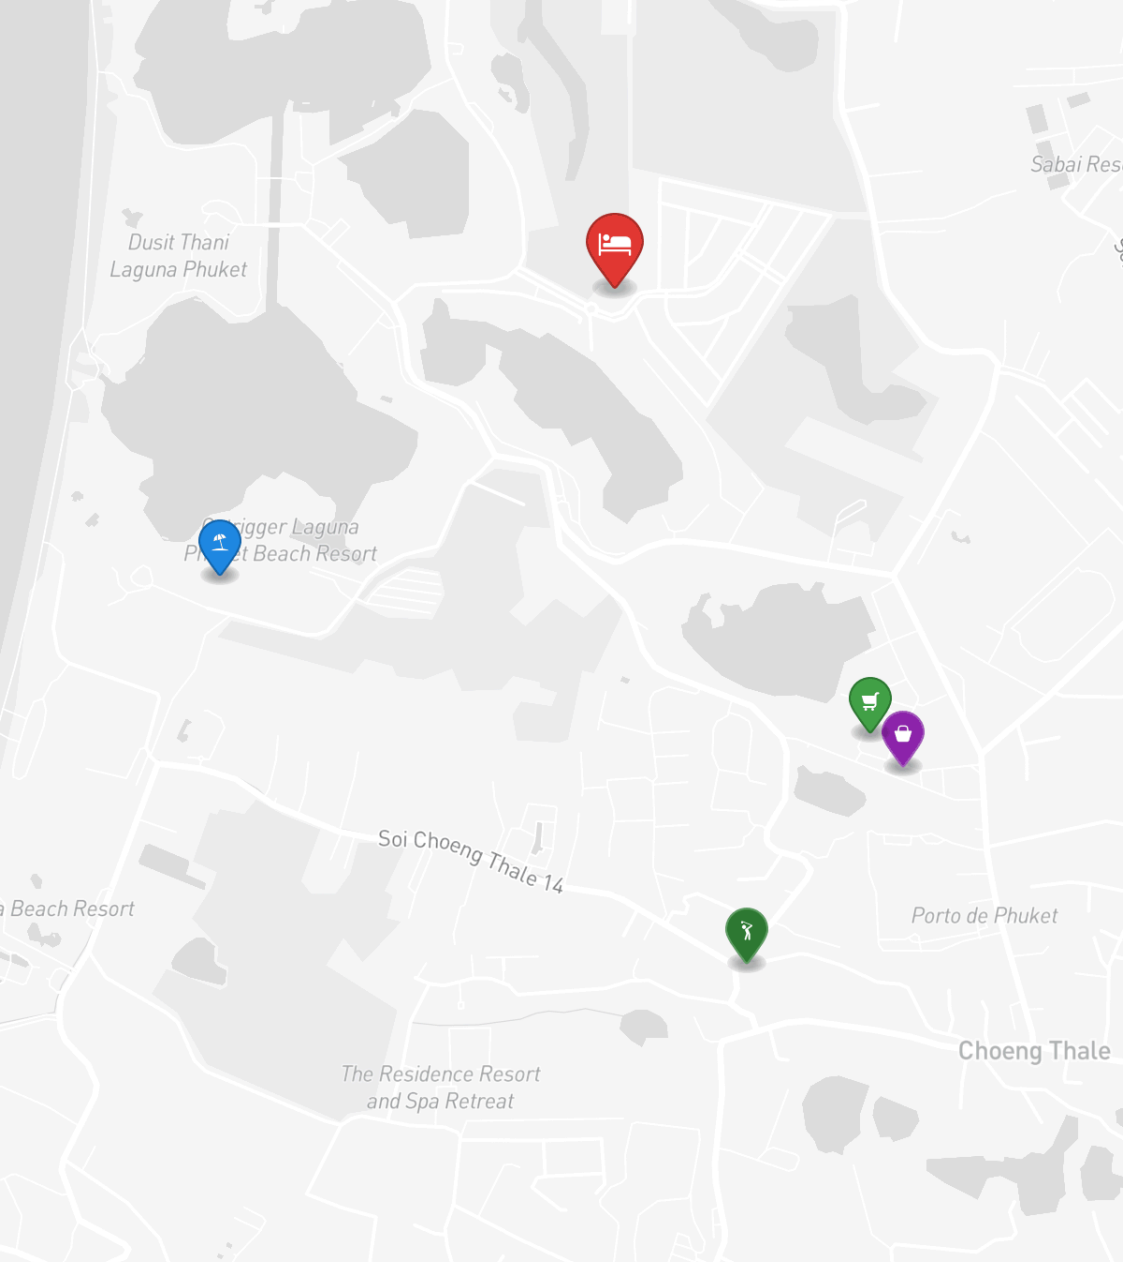 Sabai Res
Dusit Thani
Laguna Phuket
Laguna
Beach Resort
Soi Choeng Thale 14
Beach Resort
Porto de Phuket
Choeng Thale
The Residence Resort
and Spa Retreat